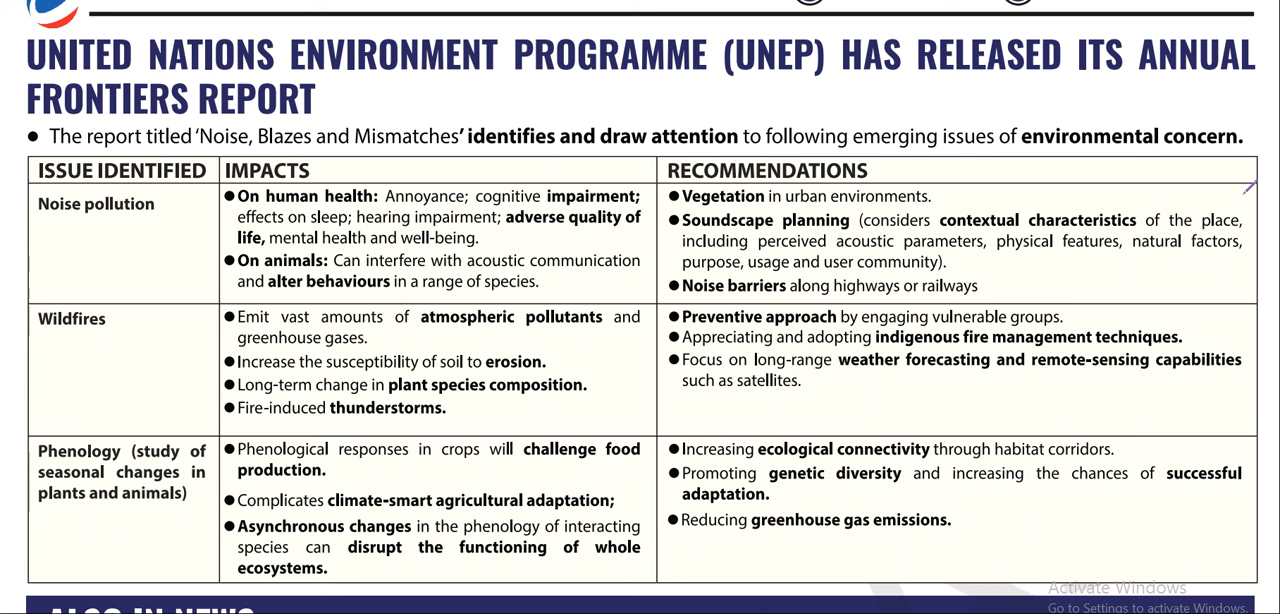 UNITED NATIONS ENVIRONMENT PROGRAMME (UNEP) HAS RELEASED ITS ANNUAL
FRONTIERS REPORT
● The report titled 'Noise, Blazes and Mismatches' identifies and draw attention to following emerging issues of environmental concern.
ISSUE IDENTIFIED
IMPACTS
RECOMMENDATIONS
Noise pollution
● On human health: Annoyance; cognitive impairment;
effects on sleep; hearing impairment; adverse quality of
life, mental health and well-being.
● On animals: Can interfere with acoustic communication
and alter behaviours in a range of species.
● Vegetation in urban environments.
● Soundscape planning (considers contextual characteristics of the place,
including perceived acoustic parameters, physical features, natural factors,
purpose, usage and user community).
● Noise barriers along highways or railways
Wildfires
● Emit vast amounts of atmospheric pollutants and
greenhouse gases.
● Increase the susceptibility of soil to erosion.
● Long-term change in plant species composition.
● Fire-induced thunderstorms.
● Preventive approach by engaging vulnerable groups.
● Appreciating and adopting indigenous fire management techniques.
● Focus on long-range weather forecasting and remote-sensing capabilities
such as satellites.
Phenology (study of
seasonal changes in
plants and animals)
● Phenological responses in crops will challenge food
production.
● Complicates climate-smart agricultural adaptation;
● Asynchronous changes in the phenology of interacting
species can disrupt the functioning of whole
ecosystems.
● Increasing ecological connectivity through habitat corridors.
● Promoting genetic diversity and increasing the chances of successful
adaptation.
● Reducing greenhouse gas emissions.
Activate Windows
Go to Settings to activate Windows.
ALSO IN NEWS